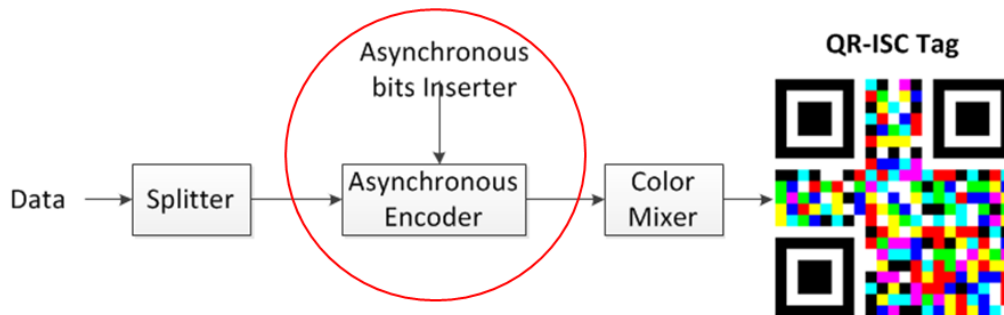 Asynchronous
bits Inserter
QR-ISC Tag
Data
Splitter
Asynchronous
Encoder
Color
Mixer